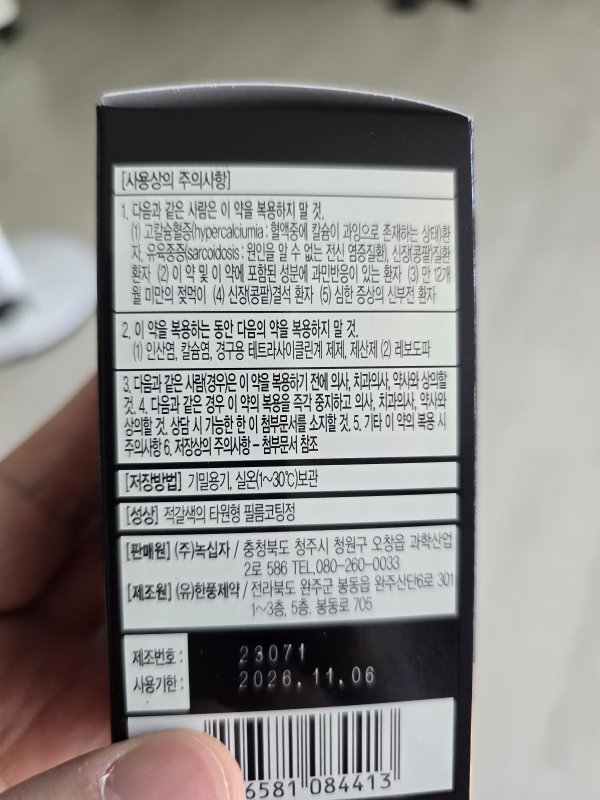 [사용상의 주의사항]
1. 다음과 같은 사람은 이 약을 복용하지 말 것.
(1) 고칼슘혈증(hypercalciumia : 혈액중에 칼슘이 과잉으로 존재하는 상태)환
자, 유육종증(sarcoidosis : 원인을 알 수 없는 전신 염증질환), 신장(콩팥)질환
환자 (2) 이 약 및 이 약에 포함된 성분에 과민반응이 있는 환자 (3) 만 12개
월 미만의 젖먹이 (4) 신장(콩팥)결석 환자 (5) 심한 증상의 신부전 환자
2. 이 약을 복용하는 동안 다음의 약을 복용하지 말 것.
(1) 인산염, 칼슘염, 경구용 테트라사이클린계 제제, 제산제 (2) 레보도파
3. 다음과 같은 사람(경우)은 이 약을 복용하기 전에 의사, 치과의사, 약사와 상의할
것. 4. 다음과 같은 경우 이 약의 복용을 즉각 중지하고 의사, 치과의사, 약사와
상의할 것. 상담 시 가능한 한 이 첨부문서를 소지할 것. 5. 기타 이 약의 복용 시
주의사항 6. 저장상의 주의사항 - 첨부문서 참조
[저장방법] 기밀용기, 실온(1~30℃)보관
[성상] 적갈색의 타원형 필름코팅정
[판매원] (주)녹십자 / 충청북도 청주시 청원구 오창읍 과학산업
2로 586 TEL.080-260-0033
[제조원] (유)한풍제약 / 전라북도 완주군 봉동읍 완주산단6로 301
1~3층, 5층, 봉동로 705
제조번호 : 23071
사용기한 : 2026.11.06
6581 084413